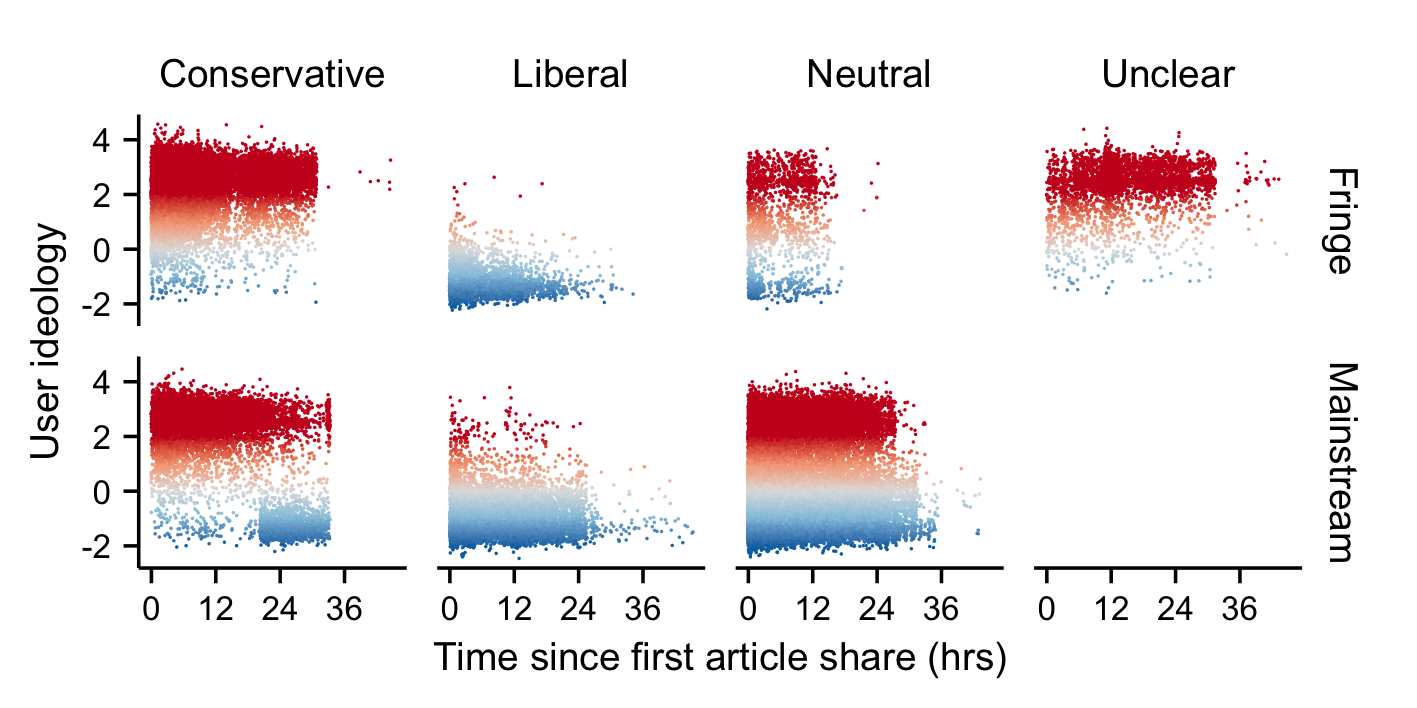 Conservative Liberal Neutral Unclear
4
2
0
-2
Fringe
User ideology
4
2
0
-2
Mainstream
0 12 24 36 0 12 24 36 0 12 24 36 0 12 24 36
Time since first article share (hrs)